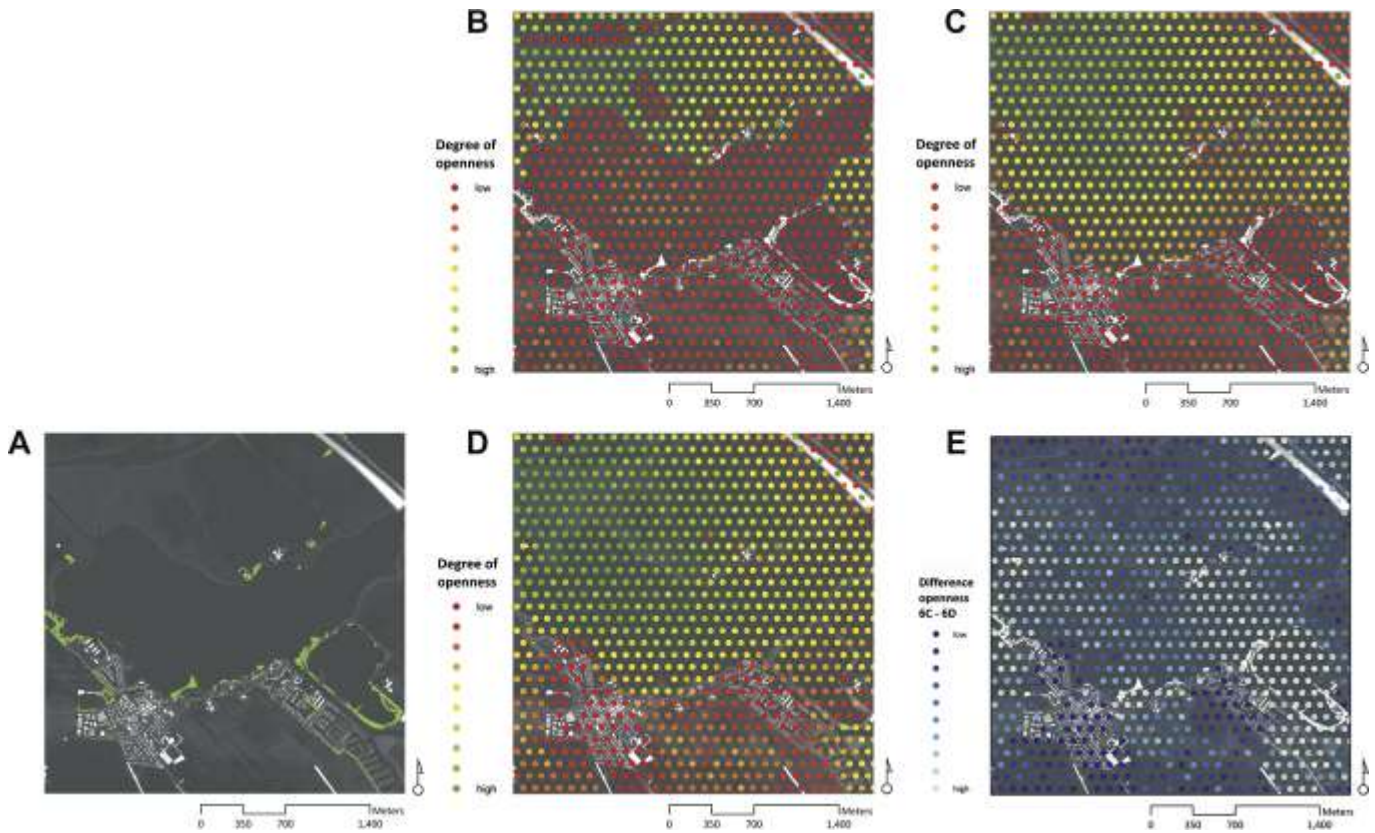 B
Degree of
openness
low
high
Meters
0 350 700 1,400
C
Degree of
openness
low
high
Meters
0 350 700 1,400
A
Meters
0 350 700 1,400
D
Degree of
openness
low
high
Meters
0 350 700 1,400
E
Difference
openness
6C - 6D
low
high
Meters
0 350 700 1,400